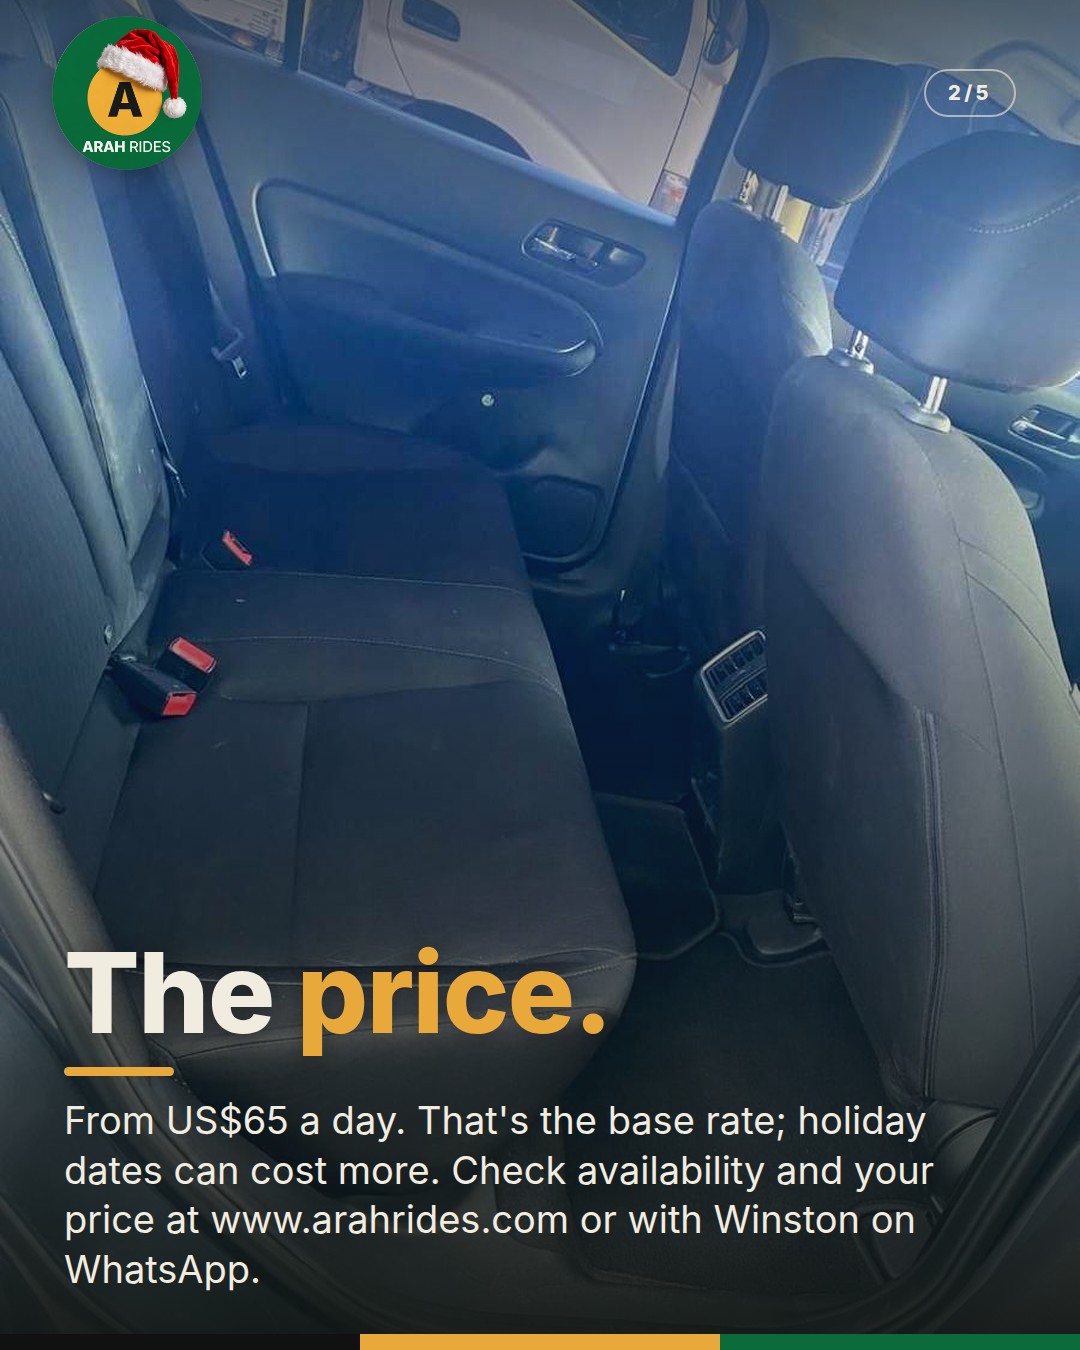 A
ARAH RIDES
2/5
The price.
From US$65 a day. That's the base rate; holiday
dates can cost more. Check availability and your
price at www.arahrides.com or with Winston on
WhatsApp.